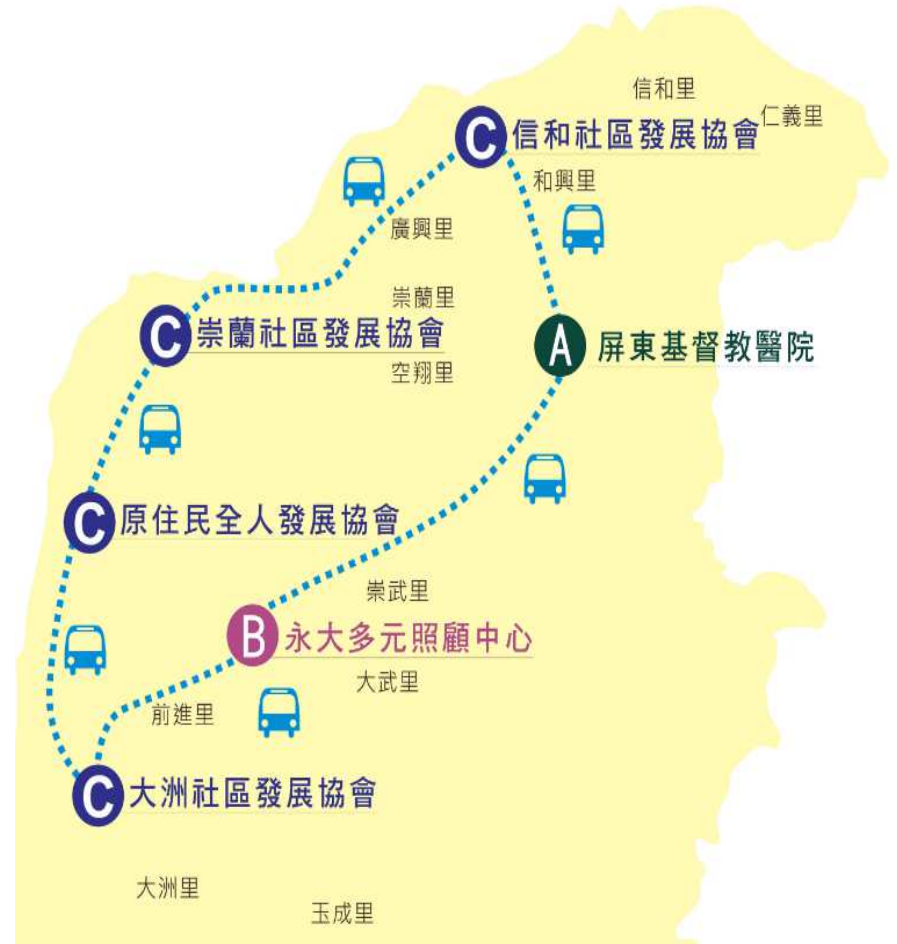 信和里
仁義里
C 信和社區發展協會
和興里
廣興里
崇蘭里
C 崇蘭社區發展協會
A 屏東基督教醫院
空翔里
C 原住民全人發展協會
崇武里
B 永大多元照顧中心
大武里
前進里
C 大洲社區發展協會
大洲里
玉成里